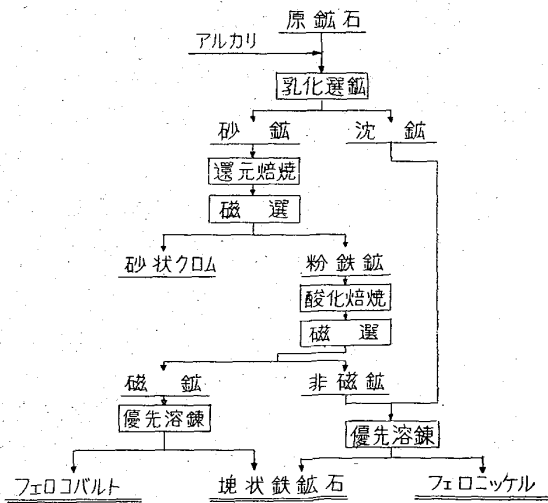 原鉱石
アルカリ
乳化選鉱
砂鉱
沈鉱
還元焙焼
磁選
砂状クロム
粉鉄鉱
酸化焙焼
磁選
磁鉱
非磁鉱
優先溶錬
優先溶錬
フェロコバルト
塊状鉄鉱石
フェロニッケル